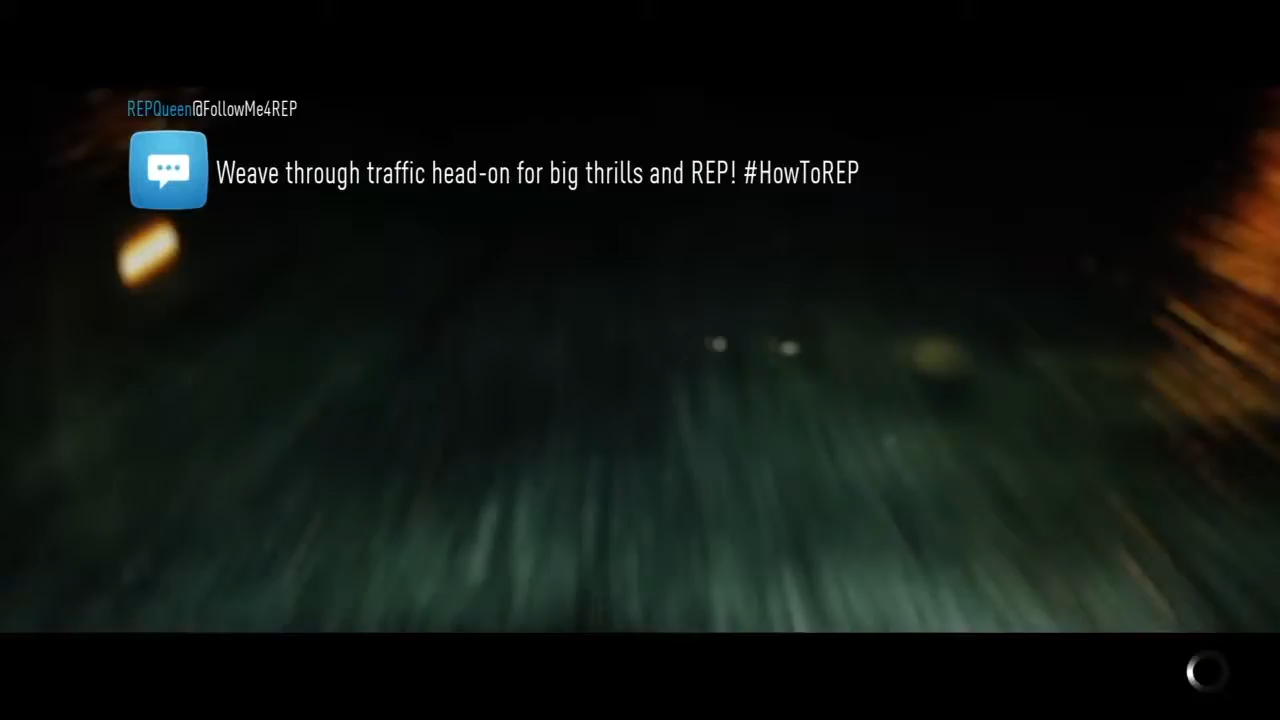 REPQueen@FollowMe4REP
Weave through traffic head-on for big thrills and REP! #HowToREP